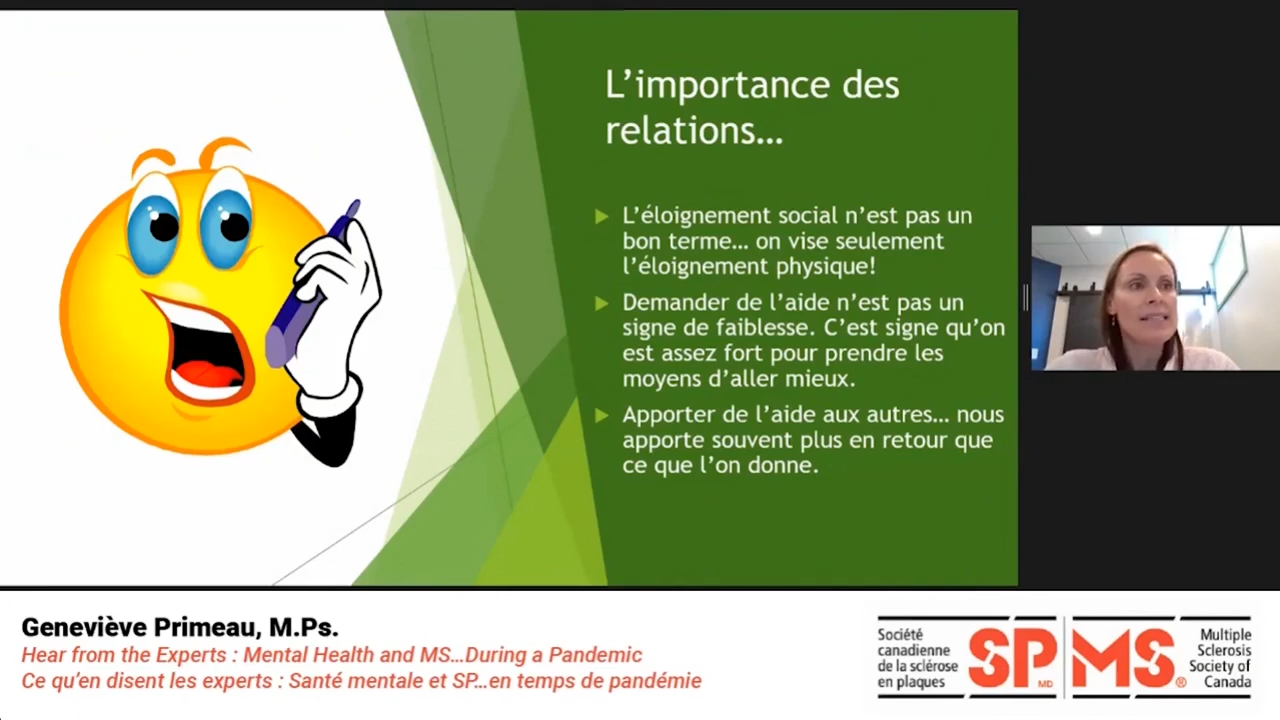 L'importance des
relations…
L'éloignement social n'est pas un
bon terme… on vise seulement
l'éloignement physique!
Demander de l'aide n'est pas un
signe de faiblesse. C'est signe qu'on
est assez fort pour prendre les
moyens d'aller mieux.
Apporter de l'aide aux autres… nous
apporte souvent plus en retour que
ce que l'on donne.
Geneviève Primeau, M.Ps.
Hear from the Experts : Mental Health and MS…During a Pandemic
Ce qu'en disent les experts : Santé mentale et SP…en temps de pandémie
Société
canadienne
de la sclérose
en plaques
SP MD
MS ®
Multiple
Sclerosis
Society of
Canada